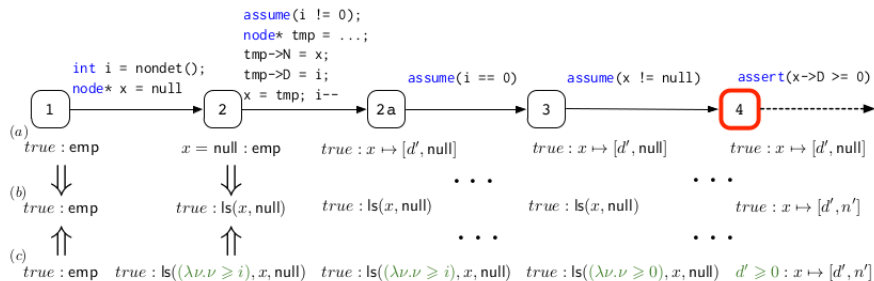 assume(i != 0);
node* tmp = ...;
tmp->N = x;
tmp->D = i;
x = tmp; i--
int i = nondet();
node* x = null
assume(i == 0)
assume(x != null)
assert(x->D >= 0)
1 2 2a 3 4
(a)
true : emp x = null : emp true : x ↦ [d′, null] true : x ↦ [d′, null] true : x ↦ [d′, null]
⇓ ⇓ ... ...
(b)
true : emp true : ls(x, null) true : ls(x, null) true : ls(x, null) true : x ↦ [d′, n′]
⇑ ⇑ ... ...
(c)
true : emp true : ls((λν.ν ⩾ i), x, null) true : ls((λν.ν ⩾ i), x, null) true : ls((λν.ν ⩾ 0), x, null) d′ ⩾ 0 : x ↦ [d′, n′]